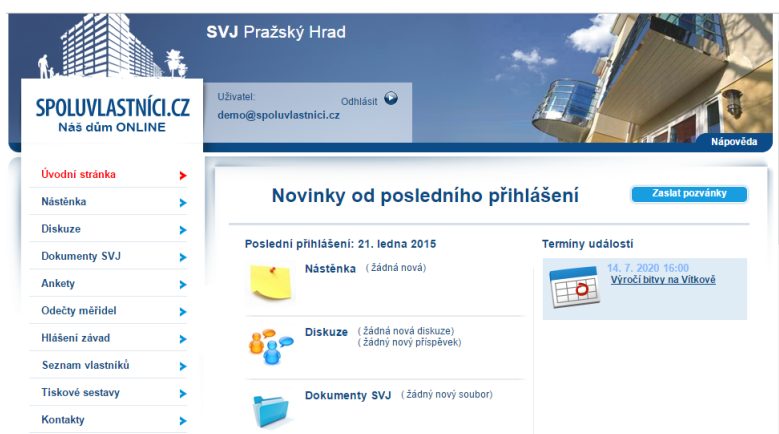 SVJ Pražský Hrad
SPOLUVLASTNÍCI.CZ
Náš dům ONLINE
Uživatel:
Odhlásit
demo@spoluvlastnici.cz
Nápověda
Úvodní stránka
Nástěnka
Diskuze
Dokumenty SVJ
Ankety
Odečty měřidel
Hlášení závad
Seznam vlastníků
Tiskové sestavy
Kontakty
Novinky od posledního přihlášení
Zaslat pozvánky
Poslední přihlášení: 21. ledna 2015
Nástěnka (žádná nová)
Diskuze (žádná nová diskuze)
(žádný nový příspěvek)
Dokumenty SVJ (žádný nový soubor)
Termíny událostí
14. 7. 2020 16:00
Výročí bitvy na Vítkově